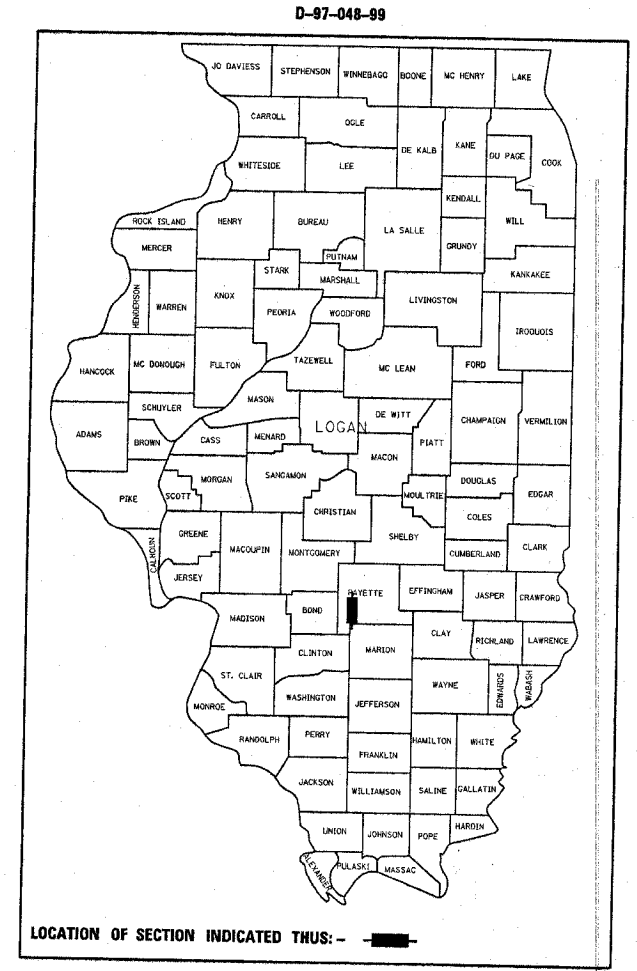 D-97-048-99
JO DAVIESS
STEPHENSON
WINNEBAGO
BOONE
MC HENRY
LAKE
CARROLL
OGLE
DE KALB
KANE
DU PAGE
COOK
WHITESIDE
LEE
KENDALL
ROCK ISLAND
HENRY
BUREAU
LA SALLE
WILL
MERCER
PUTNAM
GRUNDY
STARK
MARSHALL
KANKAKEE
HENDERSON
WARREN
KNOX
PEORIA
WOODFORD
LIVINGSTON
IROQUOIS
HANCOCK
MC DONOUGH
FULTON
TAZEWELL
MC LEAN
FORD
SCHUYLER
MASON
DE WITT
CHAMPAIGN
VERMILION
ADAMS
BROWN
CASS
MENARD
LOGAN
PIATT
MACON
PIKE
SCOTT
MORGAN
SANGAMON
MOULTRIE
DOUGLAS
EDGAR
CHRISTIAN
COLES
CALHOUN
GREENE
MACOUPIN
MONTGOMERY
SHELBY
CUMBERLAND
CLARK
JERSEY
FAYETTE
EFFINGHAM
JASPER
CRAWFORD
MADISON
BOND
CLAY
RICHLAND
LAWRENCE
CLINTON
MARION
ST. CLAIR
WAYNE
EDWARDS
WABASH
MONROE
WASHINGTON
JEFFERSON
RANDOLPH
PERRY
HAMILTON
WHITE
FRANKLIN
JACKSON
WILLIAMSON
SALINE
GALLATIN
UNION
JOHNSON
POPE
HARDIN
ALEXANDER
PULASKI
MASSAC
LOCATION OF SECTION INDICATED THUS:-